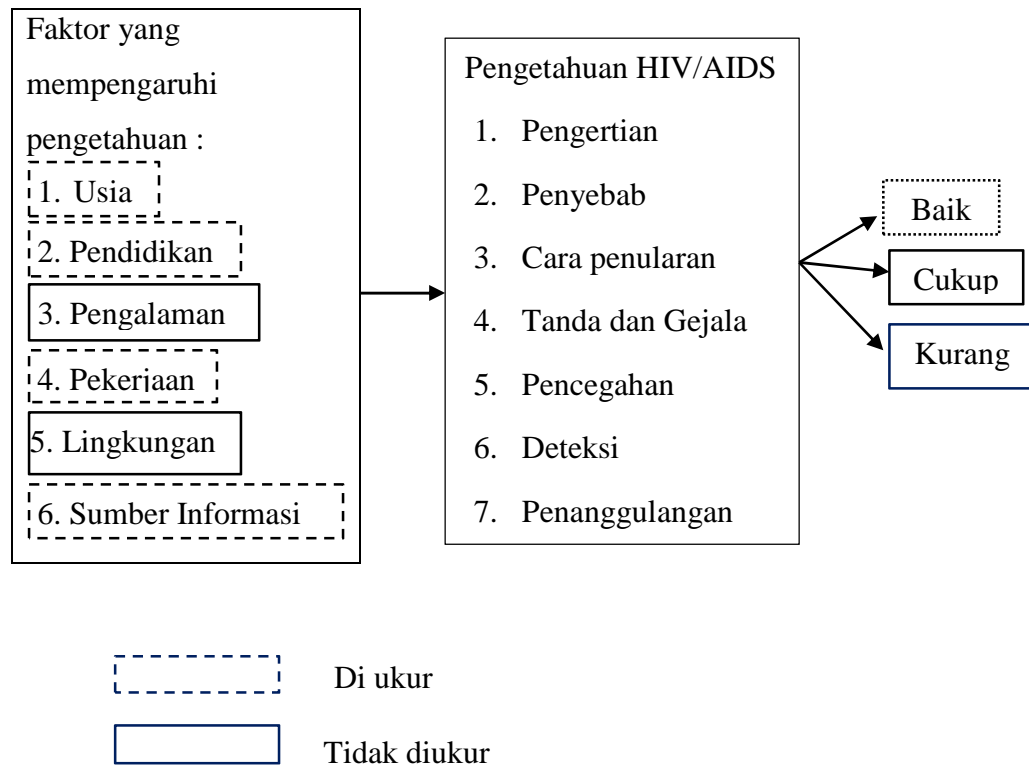 Faktor yang
mempengaruhi
pengetahuan :
1. Usia
2. Pendidikan
3. Pengalaman
4. Pekerjaan
5. Lingkungan
6. Sumber Informasi
Pengetahuan HIV/AIDS
1. Pengertian
2. Penyebab
3. Cara penularan
4. Tanda dan Gejala
5. Pencegahan
6. Deteksi
7. Penanggulangan
Baik
Cukup
Kurang
Di ukur
Tidak diukur